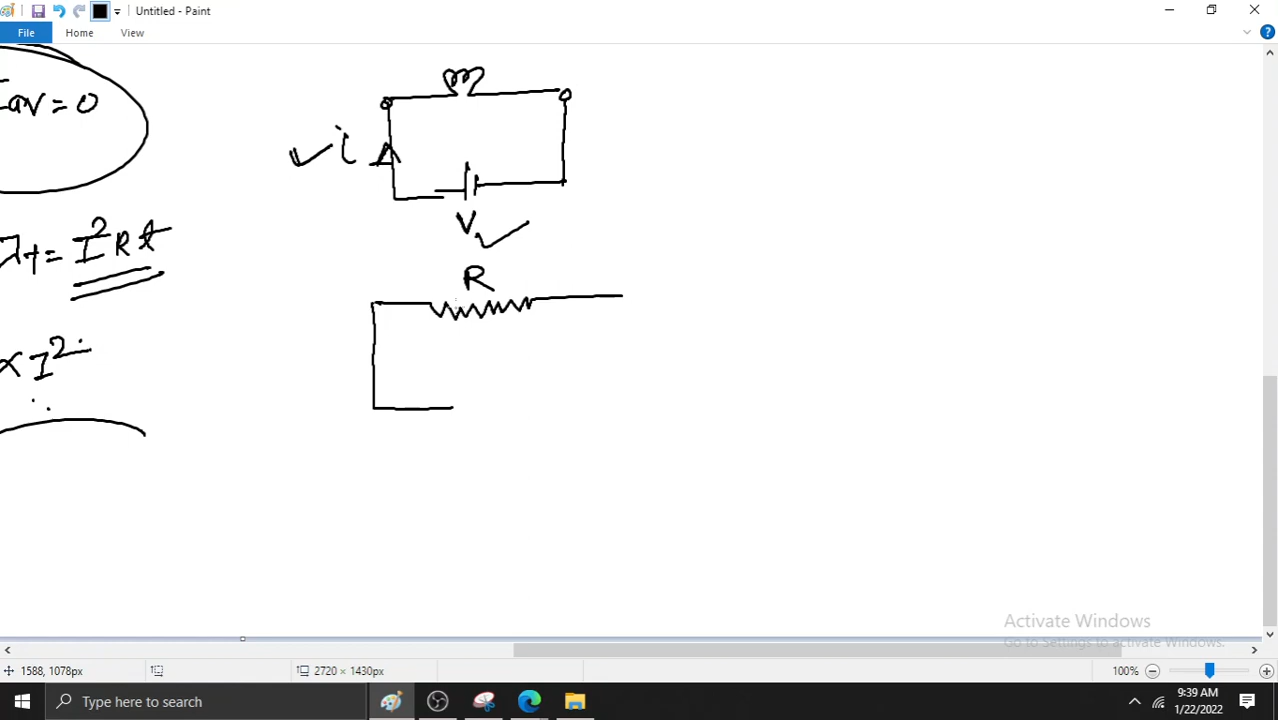 Untitled - Paint
File Home View
Iav = 0
i
V
= I²Rt
R
∝ I²
Activate Windows
Go to Settings to activate Windows.
1588, 1078px
2720 × 1430px
100%
Type here to search
9:39 AM
1/22/2022